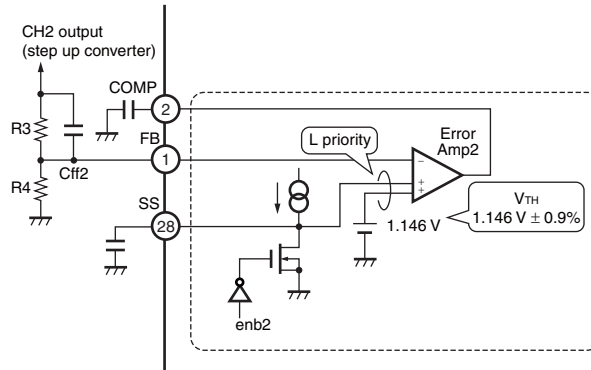 CH2 output
(step up converter)
COMP
2
R3
FB
1
R4
Cff2
SS
28
L priority
Error
Amp2
−
+
+
1.146 V
VTH
1.146 V ± 0.9%
enb2